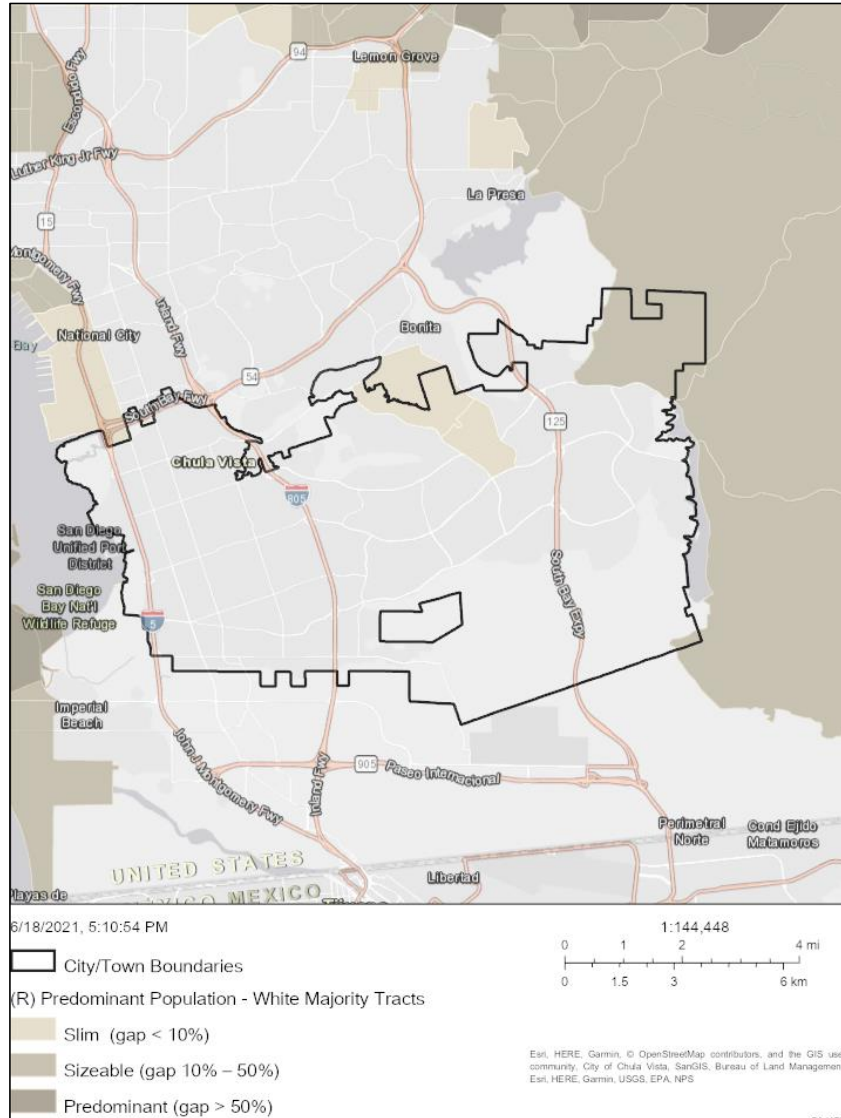 94
Lemon Grove
Escondido Fwy
Luther King Jr Fwy
La Presa
15
Montgomery Fwy
Inland Fwy
Bonita
National City
Bay
54
South Bay Fwy
125
Chula Vista
805
San Diego
Unified Port
District
San Diego
Bay Nat'l
Wildlife Refuge
South Bay Expy
5
Imperial
Beach
John J Montgomery Fwy
Inland Fwy
905
Paseo Internacional
Perimetral
Norte
Cond Ejido
Matamoros
UNITED STATES
MEXICO
Libertad
Playas de
6/18/2021, 5:10:54 PM
1:144,448
0 1 2 4 mi
0 1.5 3 6 km
City/Town Boundaries
(R) Predominant Population - White Majority Tracts
Slim (gap < 10%)
Sizeable (gap 10% – 50%)
Predominant (gap > 50%)
Esri, HERE, Garmin, © OpenStreetMap contributors, and the GIS use
community, City of Chula Vista, SanGIS, Bureau of Land Managemen
Esri, HERE, Garmin, USGS, EPA, NPS